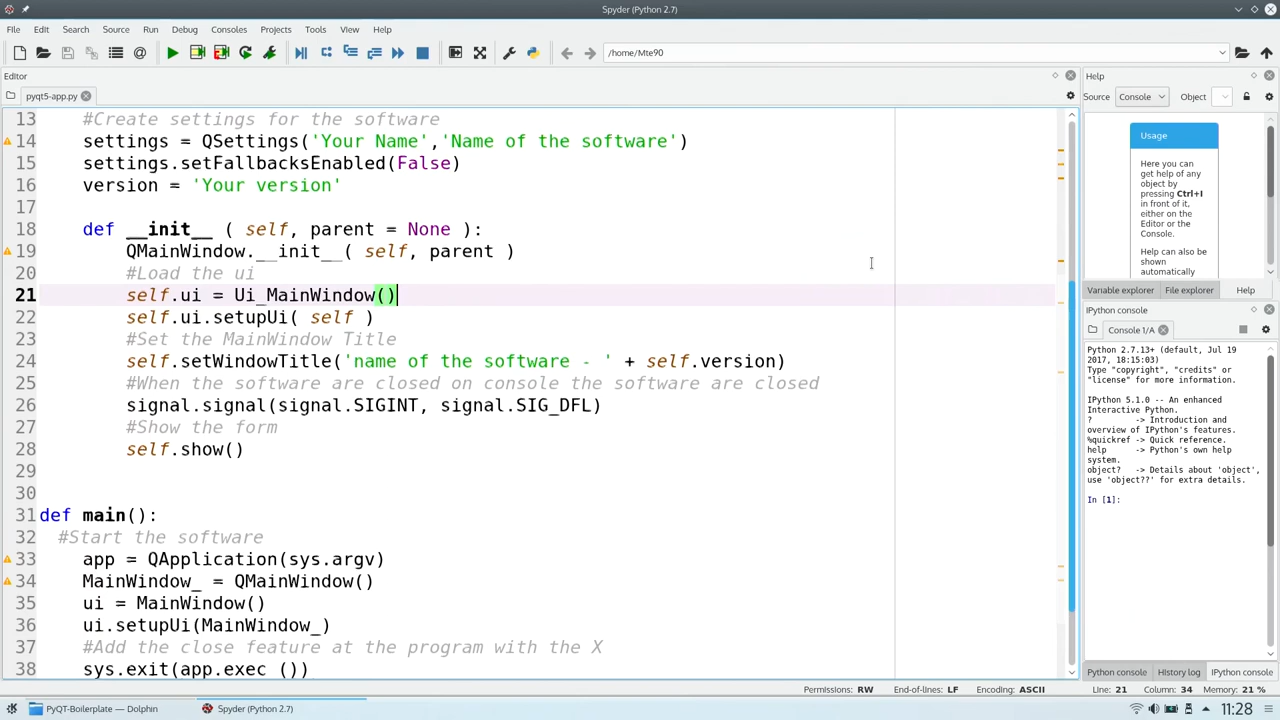 Spyder (Python 2.7)
File Edit Search Source Run Debug Consoles Projects Tools View Help
/home/Mte90
Editor
pyqt5-app.py
13 #Create settings for the software
14 settings = QSettings('Your Name','Name of the software')
15 settings.setFallbacksEnabled(False)
16 version = 'Your version'
17
18 def __init__ ( self, parent = None ):
19 QMainWindow.__init__( self, parent )
20 #Load the ui
21 self.ui = Ui_MainWindow()
22 self.ui.setupUi( self )
23 #Set the MainWindow Title
24 self.setWindowTitle('name of the software - ' + self.version)
25 #When the software are closed on console the software are closed
26 signal.signal(signal.SIGINT, signal.SIG_DFL)
27 #Show the form
28 self.show()
29
30
31 def main():
32 #Start the software
33 app = QApplication(sys.argv)
34 MainWindow_ = QMainWindow()
35 ui = MainWindow()
36 ui.setupUi(MainWindow_)
37 #Add the close feature at the program with the X
38 sys.exit(app.exec_())
Help
Source Console Object
Usage
Here you can
get help of any
object by
pressing Ctrl+I
in front of it,
either on the
Editor or the
Console.
Help can also be
shown
automatically
Variable explorer File explorer Help
IPython console
Console 1/A
Python 2.7.13+ (default, Jul 19
2017, 18:15:03)
Type "copyright", "credits" or
"license" for more information.
IPython 5.1.0 -- An enhanced
Interactive Python.
? -> Introduction and
overview of IPython's features.
%quickref -> Quick reference.
help -> Python's own help
system.
object? -> Details about 'object',
use 'object??' for extra details.
In [1]:
Python console History log IPython console
Permissions: RW End-of-lines: LF Encoding: ASCII Line: 21 Column: 34 Memory: 21 %
PyQT-Boilerplate — Dolphin Spyder (Python 2.7) 11:28